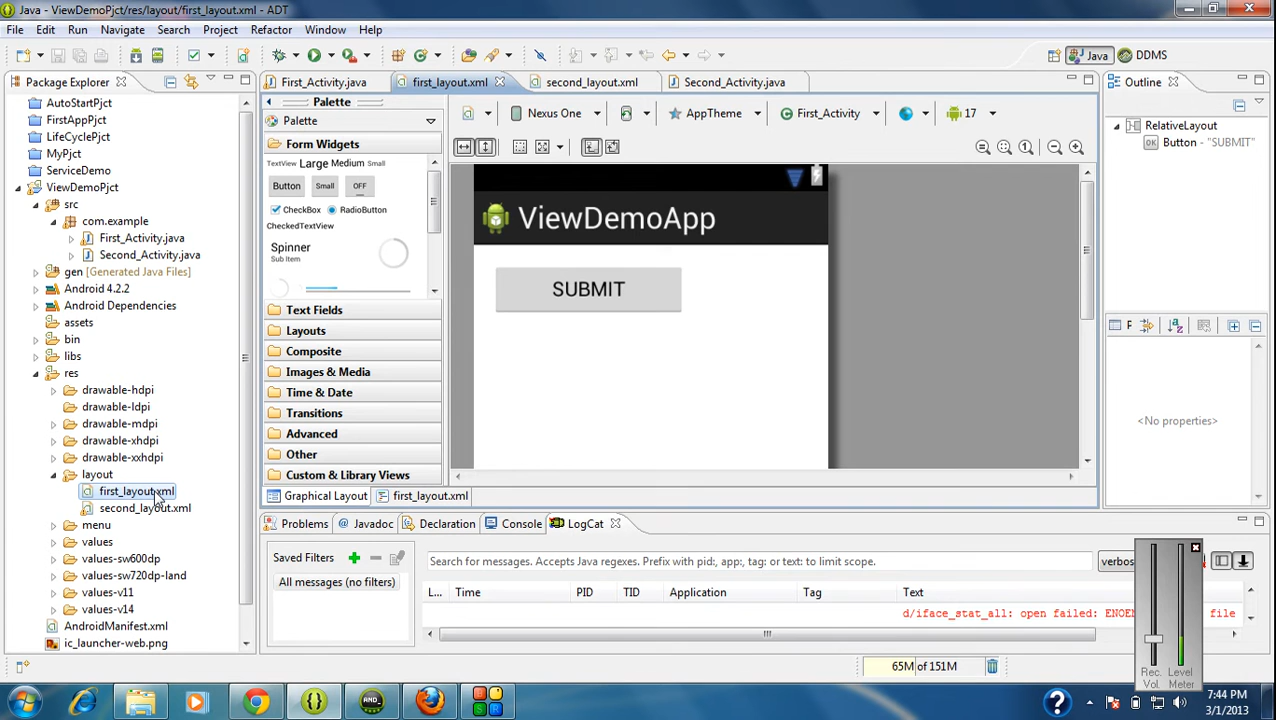 Java - ViewDemoPjct/res/layout/first_layout.xml - ADT
File Edit Run Navigate Search Project Refactor Window Help
Java DDMS
Package Explorer
AutoStartPjct
FirstAppPjct
LifeCyclePjct
MyPjct
ServiceDemo
ViewDemoPjct
src
com.example
First_Activity.java
Second_Activity.java
gen [Generated Java Files]
Android 4.2.2
Android Dependencies
assets
bin
libs
res
drawable-hdpi
drawable-ldpi
drawable-mdpi
drawable-xhdpi
drawable-xxhdpi
layout
first_layout.xml
second_layout.xml
menu
values
values-sw600dp
values-sw720dp-land
values-v11
values-v14
AndroidManifest.xml
ic_launcher-web.png
First_Activity.java first_layout.xml second_layout.xml Second_Activity.java
Palette
Palette
Form Widgets
TextView Large Medium Small
Button Small OFF
CheckBox RadioButton
CheckedTextView
Spinner
Sub Item
Text Fields
Layouts
Composite
Images & Media
Time & Date
Transitions
Advanced
Other
Custom & Library Views
Nexus One AppTheme First_Activity 17
ViewDemoApp
SUBMIT
Graphical Layout first_layout.xml
Outline
RelativeLayout
OK Button - "SUBMIT"
<No properties>
Problems Javadoc Declaration Console LogCat
Saved Filters
All messages (no filters)
Search for messages. Accepts Java regexes. Prefix with pid:, app:, tag: or text: to limit scope.
verbos
L... Time PID TID Application Tag Text
d/iface_stat_all: open failed: ENOEN file
65M of 151M
Rec. Vol. Level Meter
7:44 PM
3/1/2013